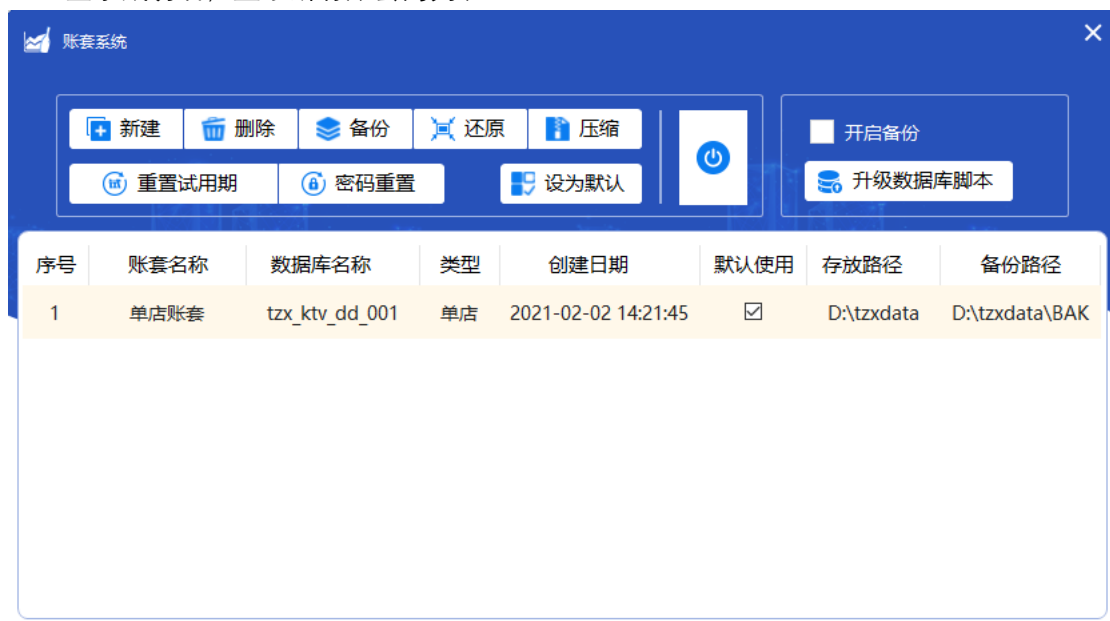 账套系统
新建 删除 备份 还原 压缩
开启备份
重置试用期 密码重置 设为默认
升级数据库脚本
序号 账套名称 数据库名称 类型 创建日期 默认使用 存放路径 备份路径
1 单店账套 tzx_ktv_dd_001 单店 2021-02-02 14:21:45 D:\tzxdata D:\tzxdata\BAK